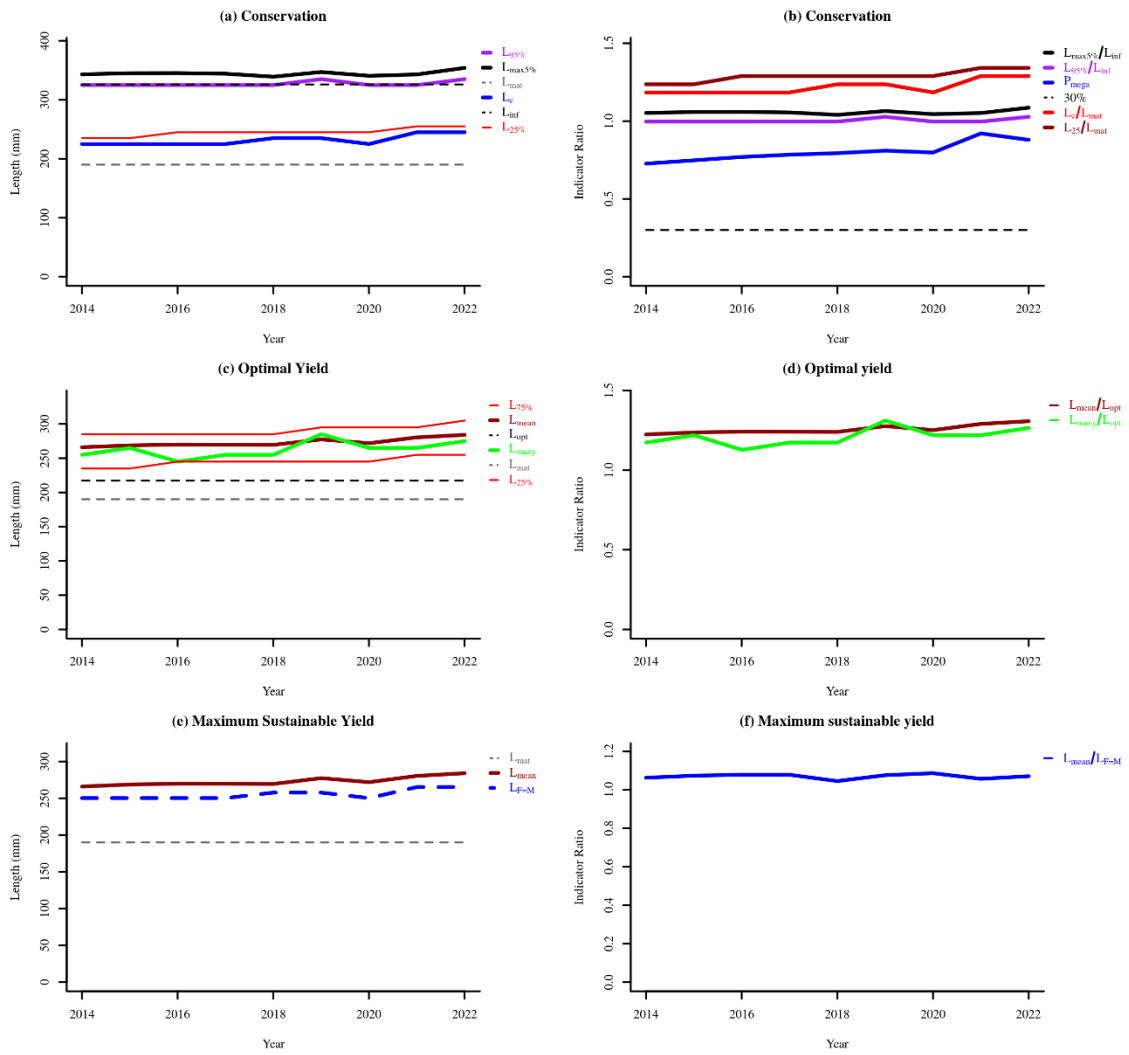 (a) Conservation
Length (mm)
400
300
200
100
0
2014 2016 2018 2020 2022
Year
L95%
Lmax5%
Lmat
Lc
Linf
L25%
(b) Conservation
Indicator Ratio
1.5
1.0
0.5
0.0
2014 2016 2018 2020 2022
Year
Lmax5%/Linf
L95%/Linf
Pmega
30%
Lc/Lmat
L25/Lmat
(c) Optimal Yield
Length (mm)
300
250
200
150
100
50
0
2014 2016 2018 2020 2022
Year
L75%
Lmean
Lopt
Lmaxy
Lmat
L25%
(d) Optimal yield
Indicator Ratio
1.5
1.0
0.5
0.0
2014 2016 2018 2020 2022
Year
Lmean/Lopt
Lmaxy/Lopt
(e) Maximum Sustainable Yield
Length (mm)
300
250
200
150
100
50
0
2014 2016 2018 2020 2022
Year
Lmat
Lmean
LF=M
(f) Maximum sustainable yield
Indicator Ratio
1.2
1.0
0.8
0.6
0.4
0.2
0.0
2014 2016 2018 2020 2022
Year
Lmean/LF=M